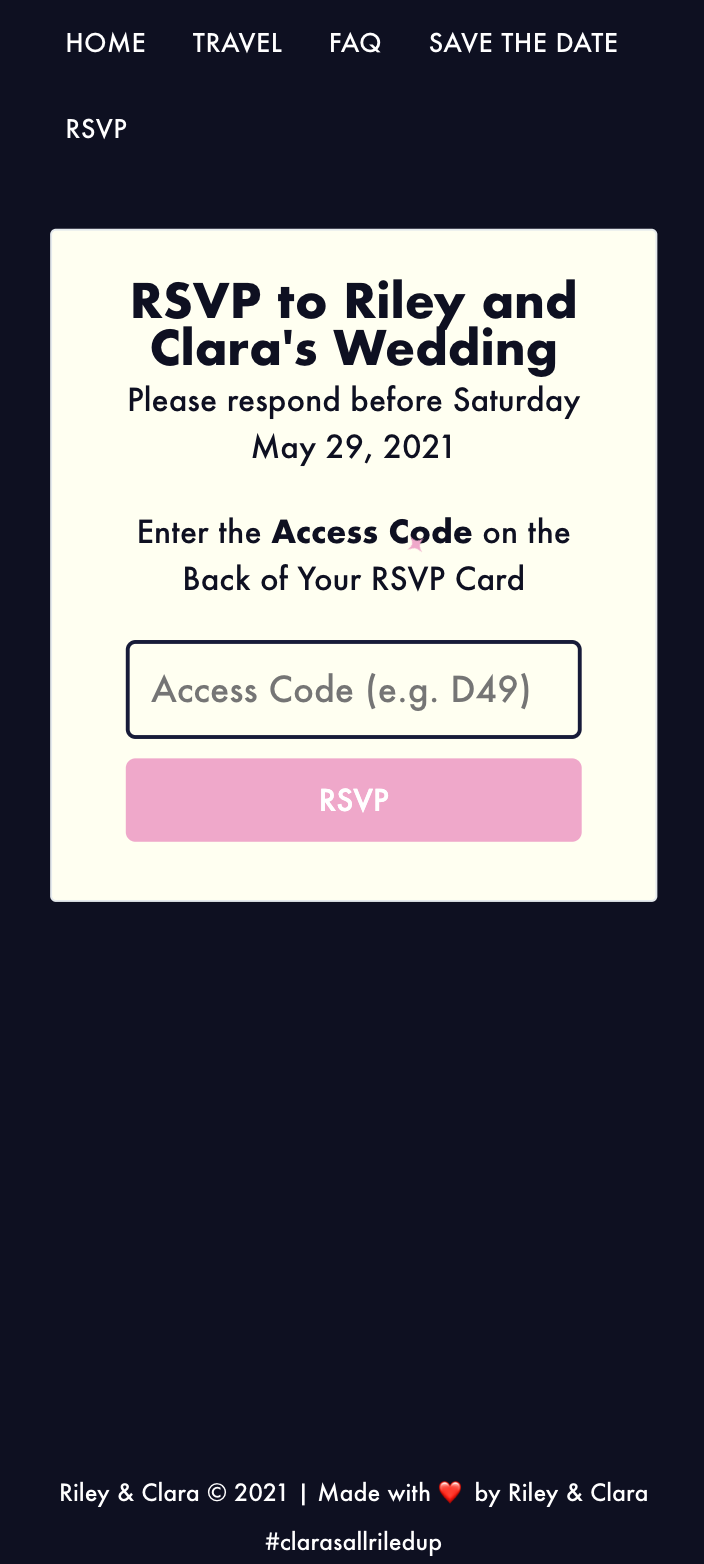 HOME TRAVEL FAQ SAVE THE DATE
RSVP
RSVP to Riley and
Clara's Wedding
Please respond before Saturday
May 29, 2021
Enter the Access Code on the
Back of Your RSVP Card
Access Code (e.g. D49)
RSVP
Riley & Clara © 2021 | Made with ❤️ by Riley & Clara
#clarasallriledup